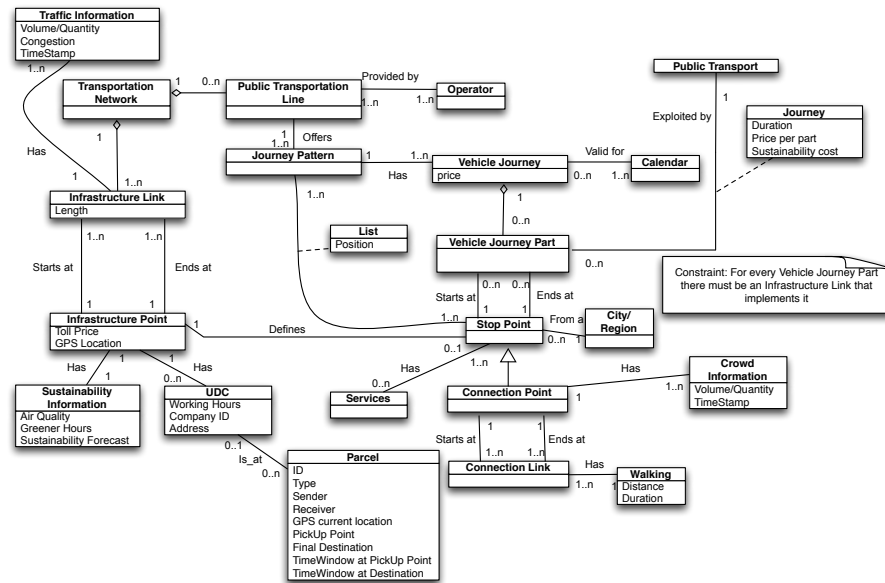 Traffic Information
Volume/Quantity
Congestion
TimeStamp
1..n
Transportation
Network
1
0..n
Public Transportation
Line
Provided by
1..n
1..n
Operator
Public Transport
1
Exploited by
Journey
Duration
Price per part
Sustainability cost
1
Has
1
1..n
1
1..n
Offers
Journey Pattern
1
Has
1..n
Vehicle Journey
price
Valid for
0..n
1..n
Calendar
Infrastructure Link
Length
1..n
1..n
1..n
1
0..n
List
Position
Vehicle Journey Part
0..n
Constraint: For every Vehicle Journey Part
there must be an Infrastructure Link that
implements it
Starts at
Ends at
1
1
0..n
0..n
Starts at
Ends at
1
1
Infrastructure Point
Toll Price
GPS Location
1
Defines
1..n
Stop Point
From a
0..n
1
City/
Region
Has
1
1
Has
1
0..n
0..1
1..n
Has
0..n
Services
Sustainability
Information
Air Quality
Greener Hours
Sustainability Forecast
UDC
Working Hours
Company ID
Address
Connection Point
1
Has
1..n
Crowd
Information
Volume/Quantity
TimeStamp
0..1
Is_at
0..n
1
1
Starts at
Ends at
1..n
1..n
Connection Link
Has
1..n
1
Walking
Distance
Duration
Parcel
ID
Type
Sender
Receiver
GPS current location
PickUp Point
Final Destination
TimeWindow at PickUp Point
TimeWindow at Destination